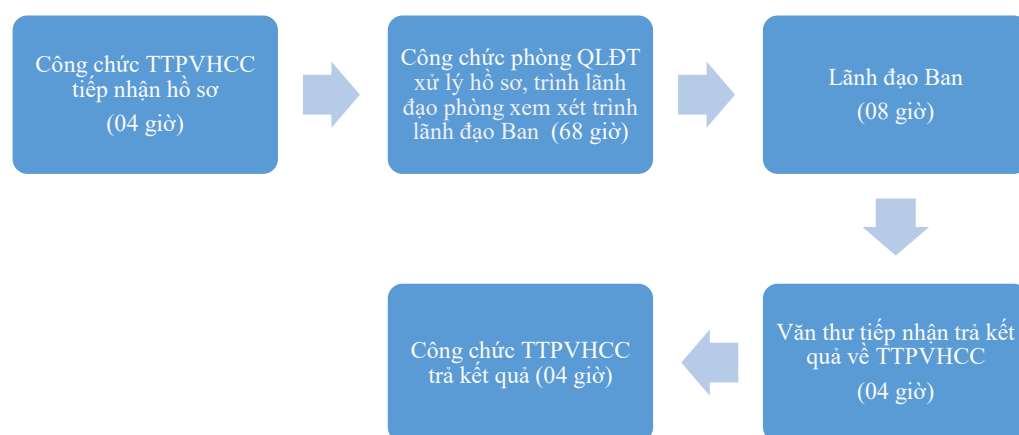 Công chức TTPVHCC
tiếp nhận hồ sơ
(04 giờ)
Công chức phòng QLĐT
xử lý hồ sơ, trình lãnh
đạo phòng xem xét trình
lãnh đạo Ban (68 giờ)
Lãnh đạo Ban
(08 giờ)
Văn thư tiếp nhận trả kết
quả về TTPVHCC
(04 giờ)
Công chức TTPVHCC
trả kết quả (04 giờ)